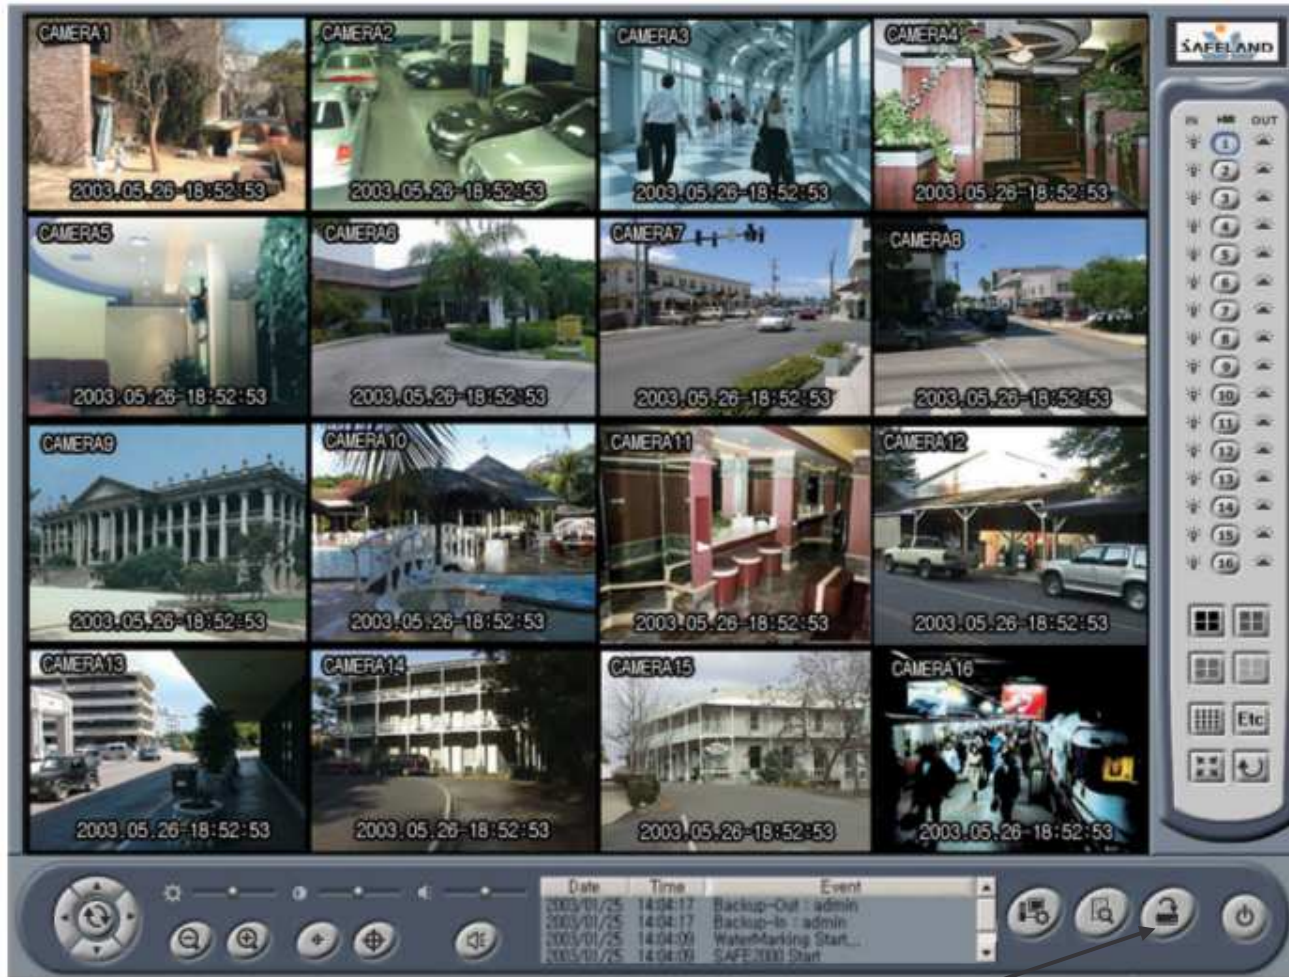 CAMERA1
2003.05.26-18:52:53
CAMERA2
2003.05.26-18:52:53
CAMERA3
2003.05.26-18:52:53
CAMERA4
2003.05.26-18:52:53
SAFELAND
CAMERA5
2003.05.26-18:52:53
CAMERA6
2003.05.26-18:52:53
CAMERA7
2003.05.26-18:52:53
CAMERA8
2003.05.26-18:52:53
CAMERA9
2003.05.26-18:52:53
CAMERA10
2003.05.26-18:52:53
CAMERA11
2003.05.26-18:52:53
CAMERA12
2003.05.26-18:52:53
CAMERA13
2003.05.26-18:52:53
CAMERA14
2003.05.26-18:52:53
CAMERA15
2003.05.26-18:52:53
CAMERA16
2003.05.26-18:52:53
IN OUT
1
2
3
4
5
6
7
8
9
10
11
12
13
14
15
16
Etc
Date Time Event
2003/01/25 14:04:17 Backup-Out : admin
2003/01/25 14:04:17 Backup-In : admin
2003/01/25 14:04:09 WaterMarking Start...
2003/01/25 14:04:09 SAFE7000 Start